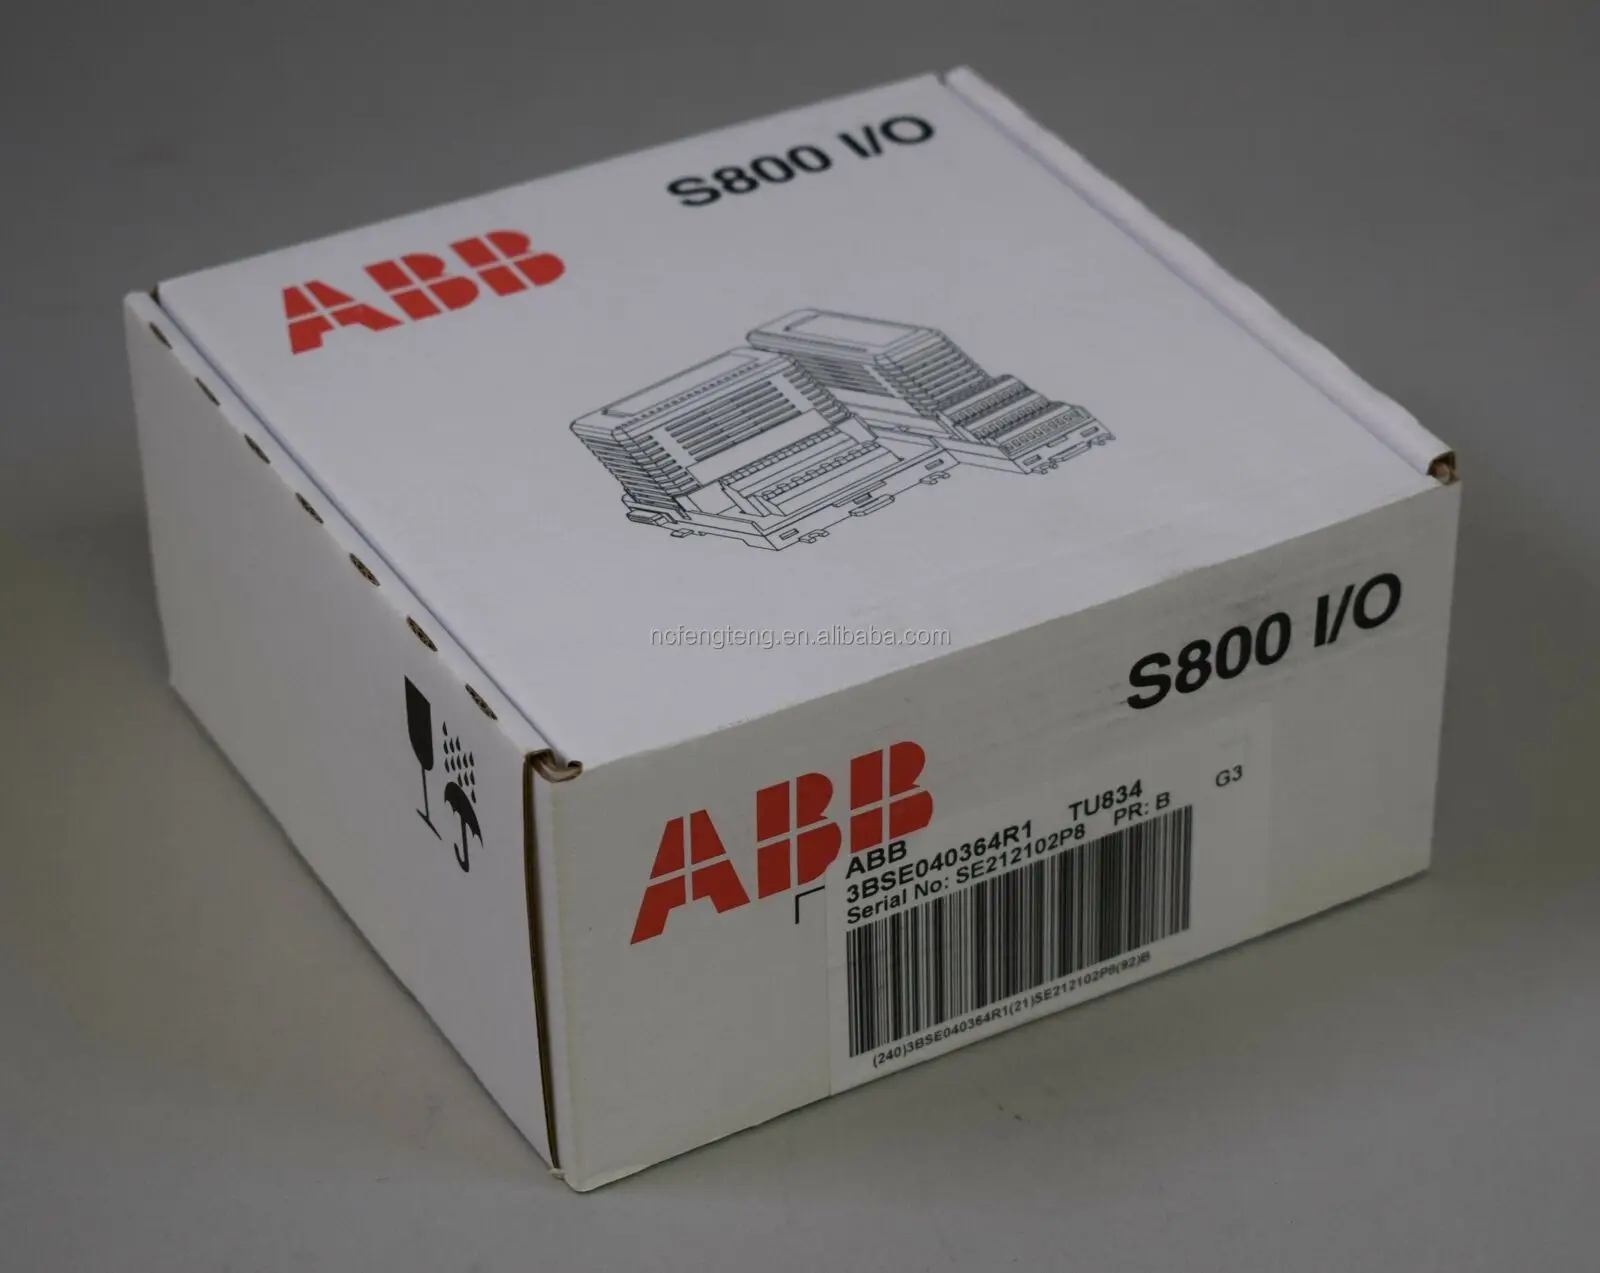 S800 I/O
ABB
ncfengteng.en.alibaba.com
S800 I/O
ABB
ABB
3BSE040364R1 TU834 G3
Serial No: SE212102P8 PR: B
(240)3BSE040364R1(21)SE212102P8(92)B